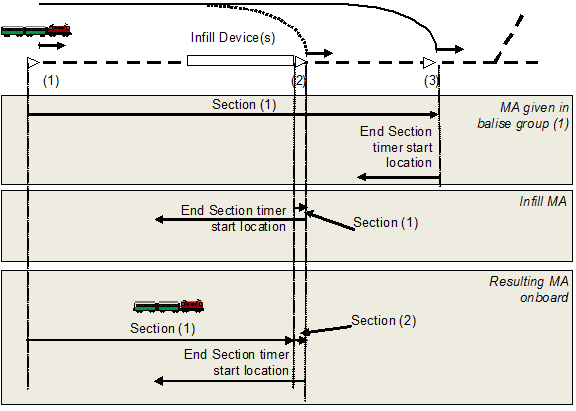 Infill Device(s)
(1)
(2)
(3)
Section (1)
MA given in
balise group (1)
End Section
timer start
location
Infill MA
End Section timer
start location
Section (1)
Resulting MA
onboard
Section (2)
Section (1)
End Section timer
start location